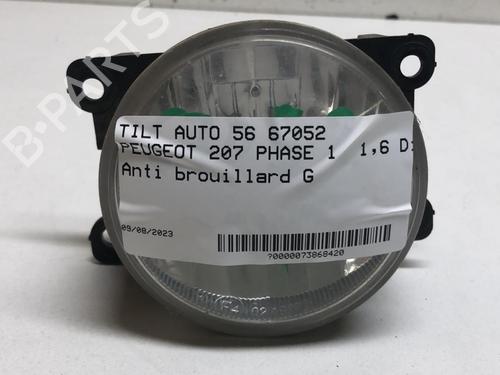 B-PARTS
TILT AUTO 56 67052
PEUGEOT 207 PHASE 1 1,6 D
Anti brouillard G
09/08/2023
?0000073868420